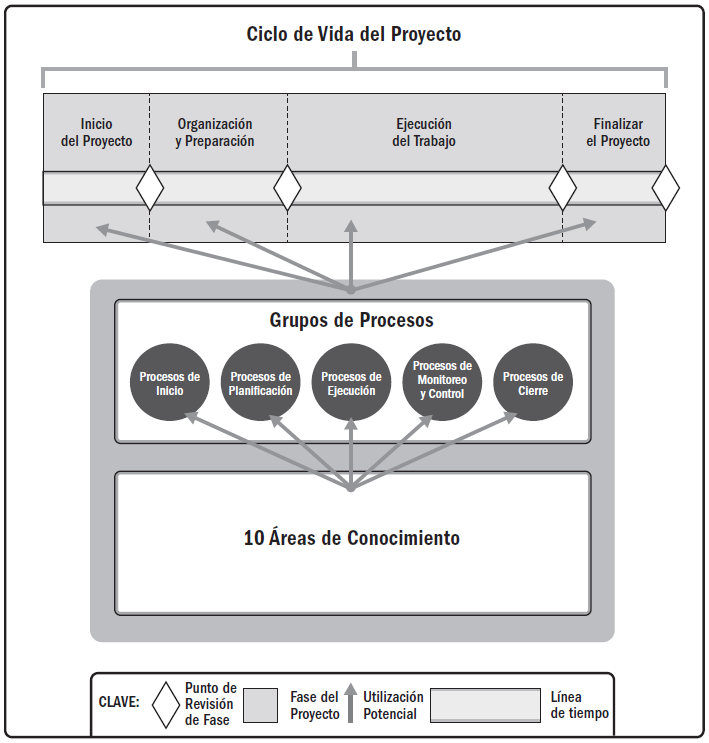 Ciclo de Vida del Proyecto
Inicio
del Proyecto
Organización
y Preparación
Ejecución
del Trabajo
Finalizar
el Proyecto
Grupos de Procesos
Procesos de
Inicio
Procesos de
Planificación
Procesos de
Ejecución
Procesos de
Monitoreo
y Control
Procesos de
Cierre
10 Áreas de Conocimiento
CLAVE:
Punto de
Revisión
de Fase
Fase del
Proyecto
Utilización
Potencial
Línea
de tiempo